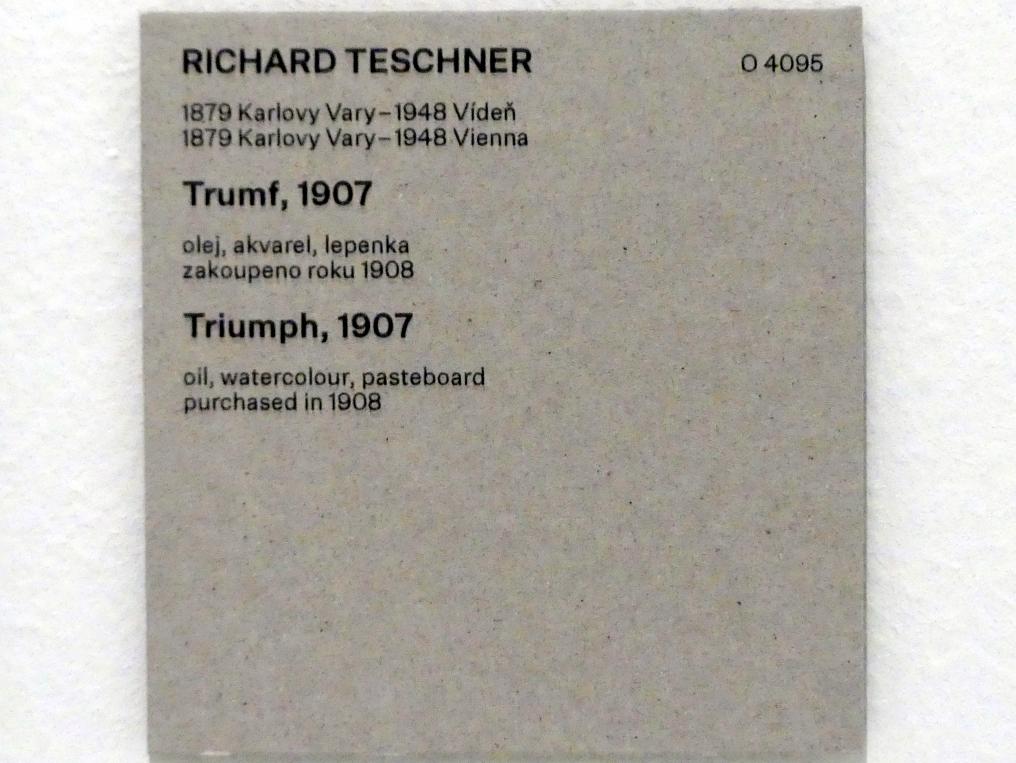 RICHARD TESCHNER O 4095
1879 Karlovy Vary–1948 Vídeň
1879 Karlovy Vary–1948 Vienna
Trumf, 1907
olej, akvarel, lepenka
zakoupeno roku 1908
Triumph, 1907
oil, watercolour, pasteboard
purchased in 1908